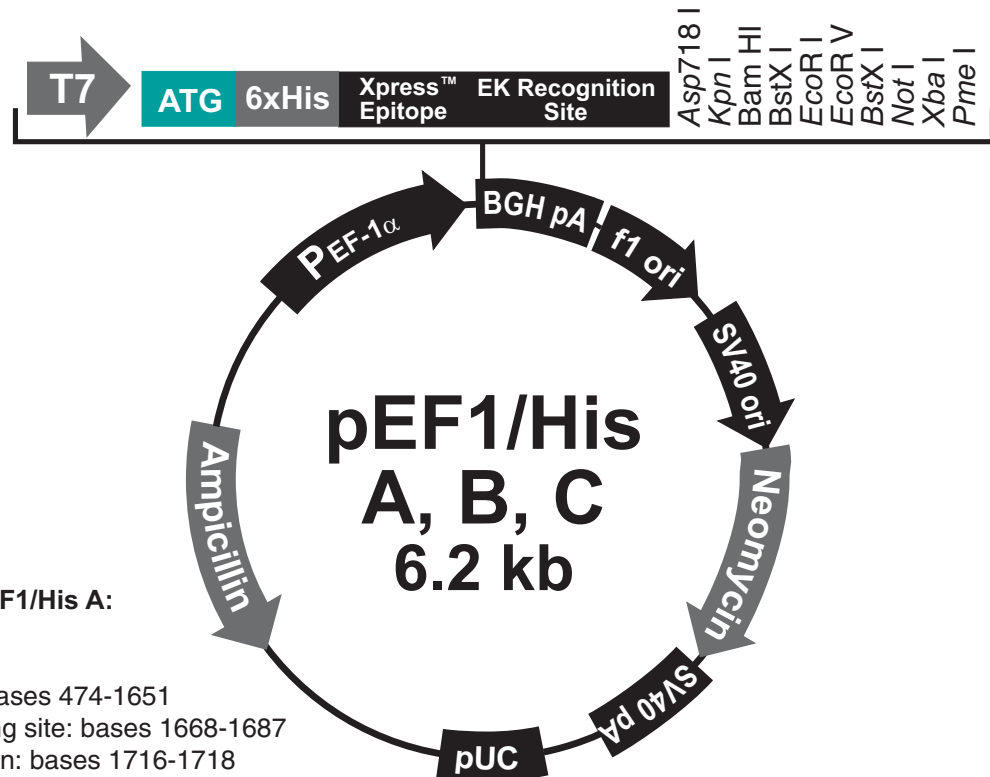 T7
ATG 6xHis Xpress™ Epitope EK Recognition Site
Asp718 I
Kpn I
Bam HI
BstX I
EcoR I
EcoR V
BstX I
Not I
Xba I
Pme I
PEF-1α
BGH pA
f1 ori
SV40 ori
Neomycin
SV40 pA
pUC
Ampicillin
pEF1/His
A, B, C
6.2 kb
F1/His A:
ases 474-1651
ng site: bases 1668-1687
n: bases 1716-1718